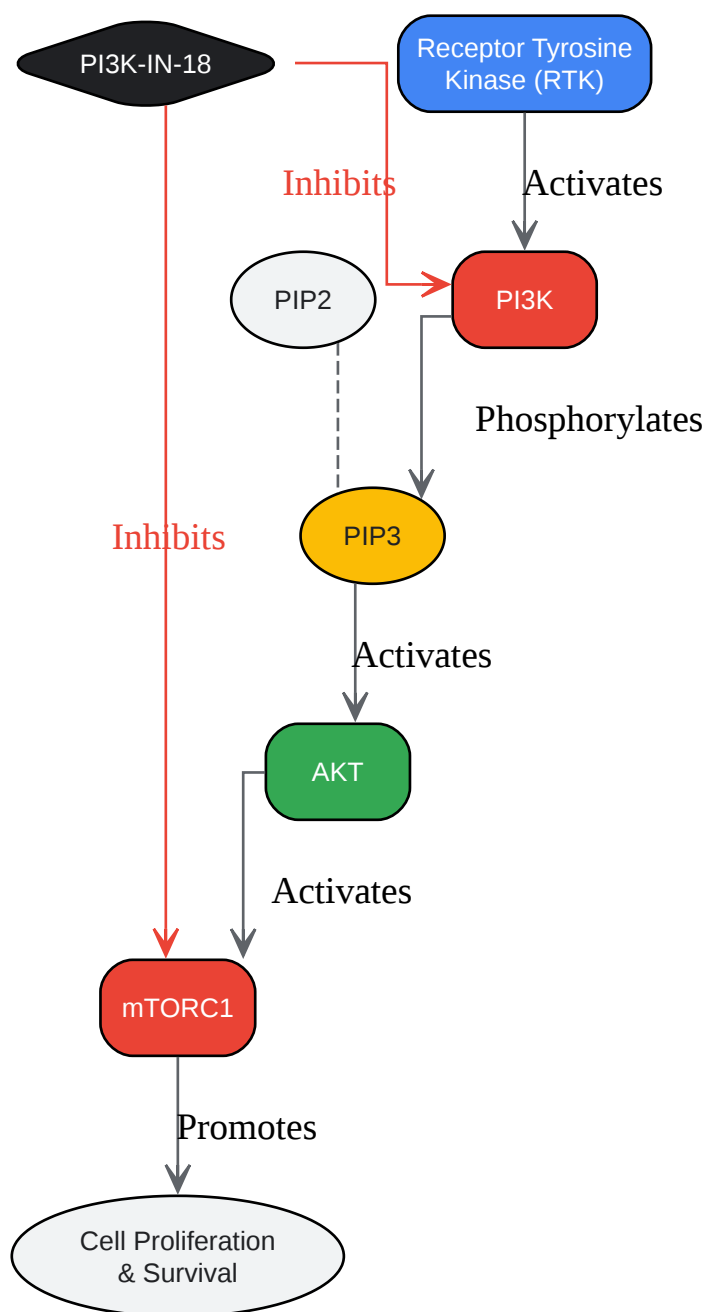 PI3K-IN-18
Receptor Tyrosine
Kinase (RTK)
Inhibits
Activates
PIP2
PI3K
Phosphorylates
Inhibits
PIP3
Activates
AKT
Activates
mTORC1
Promotes
Cell Proliferation
& Survival